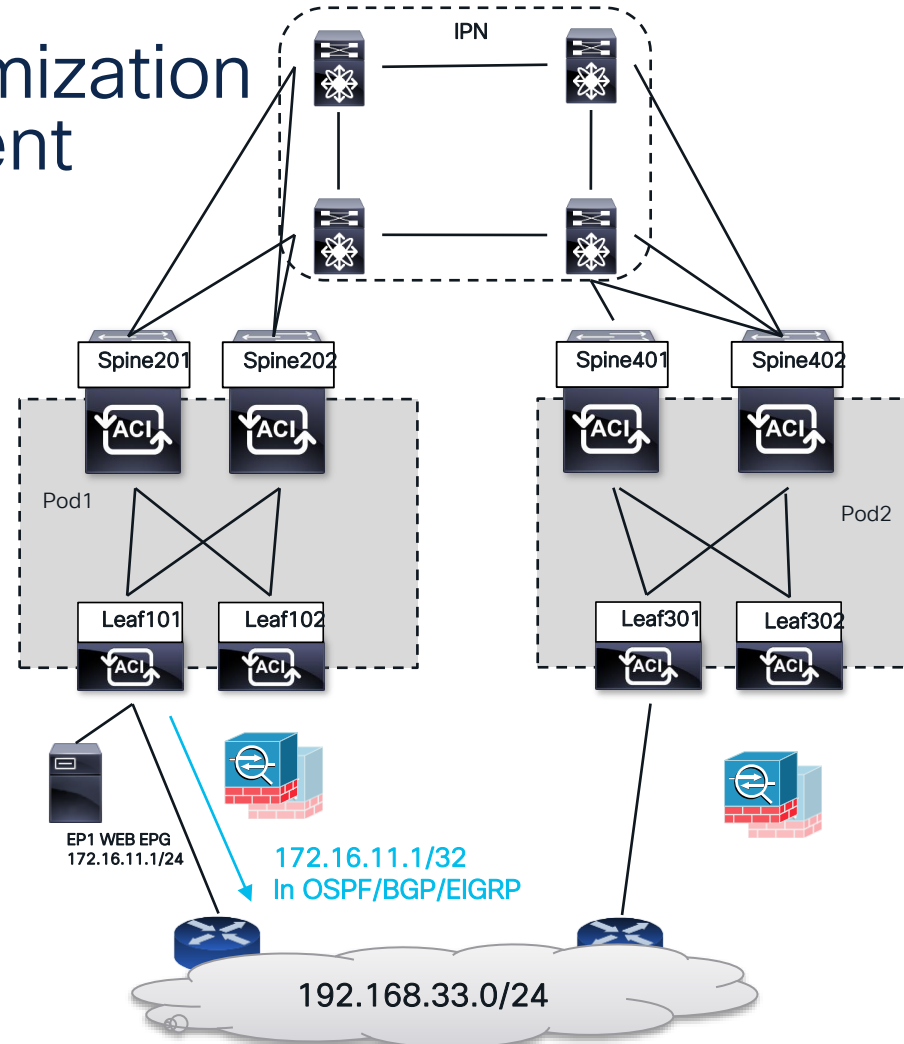 mization
ent
IPN
Spine201
Spine202
Spine401
Spine402
ACI
ACI
ACI
ACI
Pod1
Pod2
Leaf101
Leaf102
Leaf301
Leaf302
ACI
ACI
ACI
ACI
EP1 WEB EPG
172.16.11.1/24
172.16.11.1/32
In OSPF/BGP/EIGRP
192.168.33.0/24